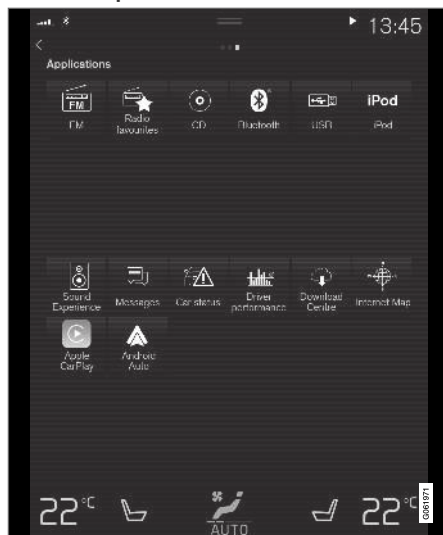 13:45
Applications
FM
iPod
FM
Radio
favourites
CD
Bluetooth
USB
iPod
Sound
Experience
Messages
Car status
Driver
performance
Download
Centre
Internet Map
Apple
CarPlay
Android
Auto
22°C
22°C
AUTO
G061971